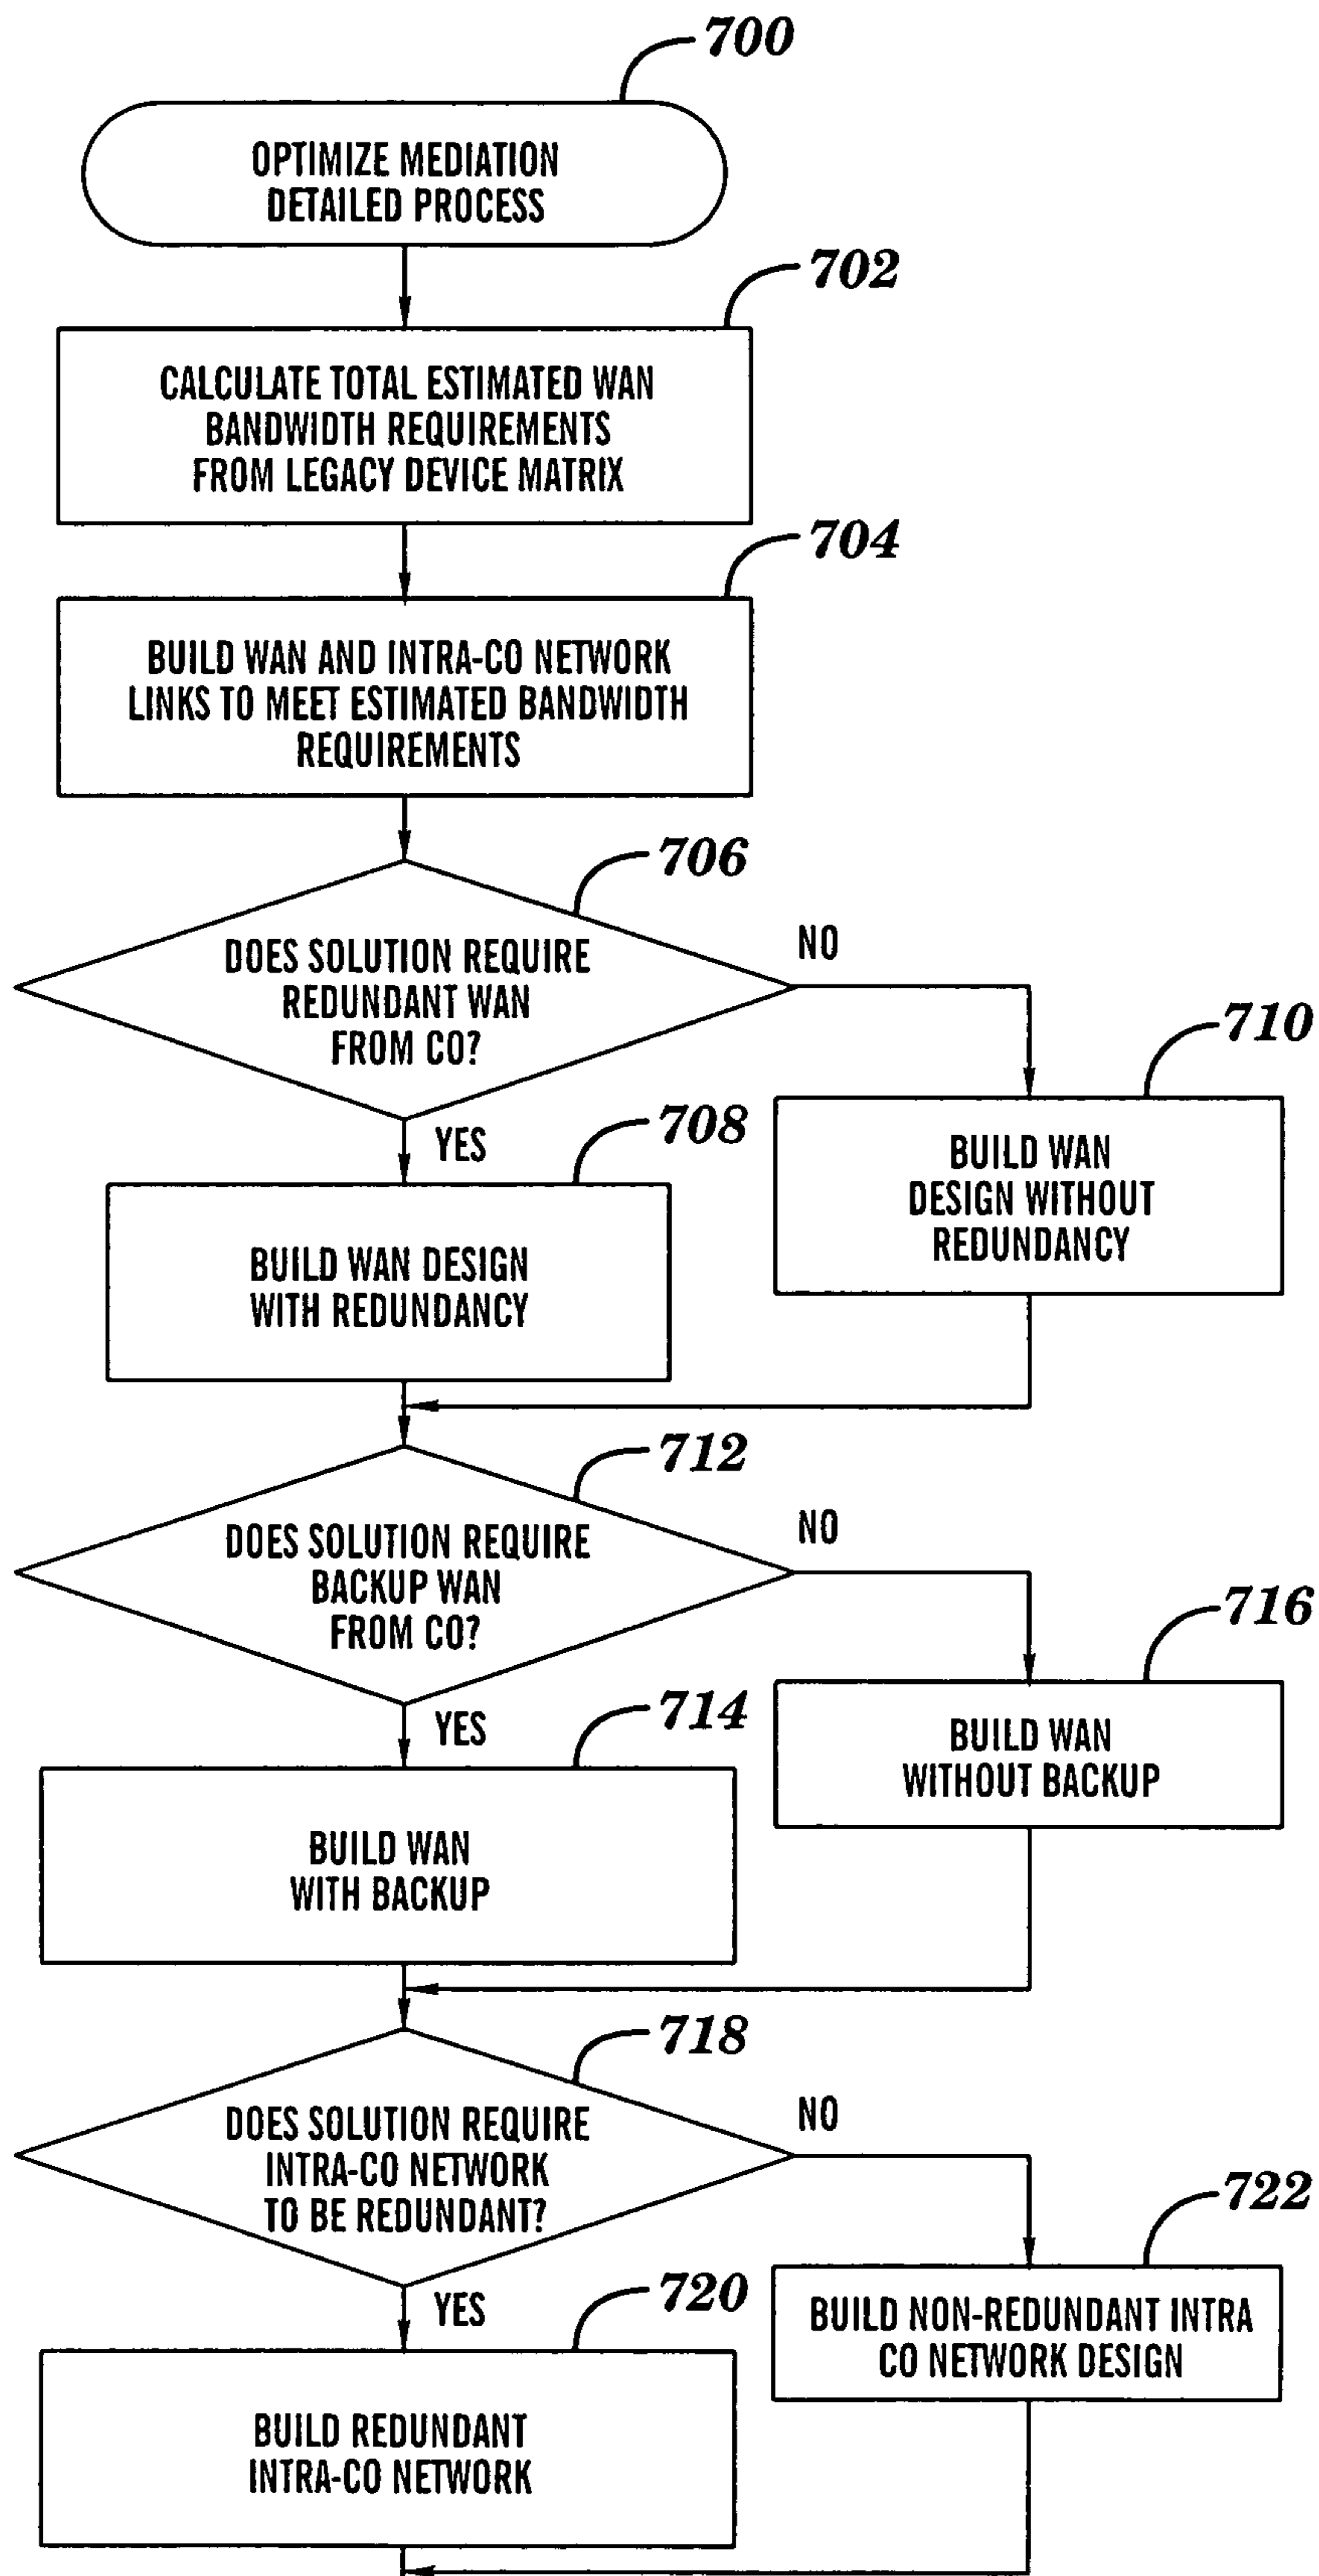 700
OPTIMIZE MEDIATION
DETAILED PROCESS
702
CALCULATE TOTAL ESTIMATED WAN
BANDWIDTH REQUIREMENTS
FROM LEGACY DEVICE MATRIX
704
BUILD WAN AND INTRA-CO NETWORK
LINKS TO MEET ESTIMATED BANDWIDTH
REQUIREMENTS
706
DOES SOLUTION REQUIRE
REDUNDANT WAN
FROM CO?
NO
710
BUILD WAN
DESIGN WITHOUT
REDUNDANCY
YES
708
BUILD WAN DESIGN
WITH REDUNDANCY
712
DOES SOLUTION REQUIRE
BACKUP WAN
FROM CO?
NO
716
BUILD WAN
WITHOUT BACKUP
YES
714
BUILD WAN
WITH BACKUP
718
DOES SOLUTION REQUIRE
INTRA-CO NETWORK
TO BE REDUNDANT?
NO
722
BUILD NON-REDUNDANT INTRA
CO NETWORK DESIGN
YES
720
BUILD REDUNDANT
INTRA-CO NETWORK